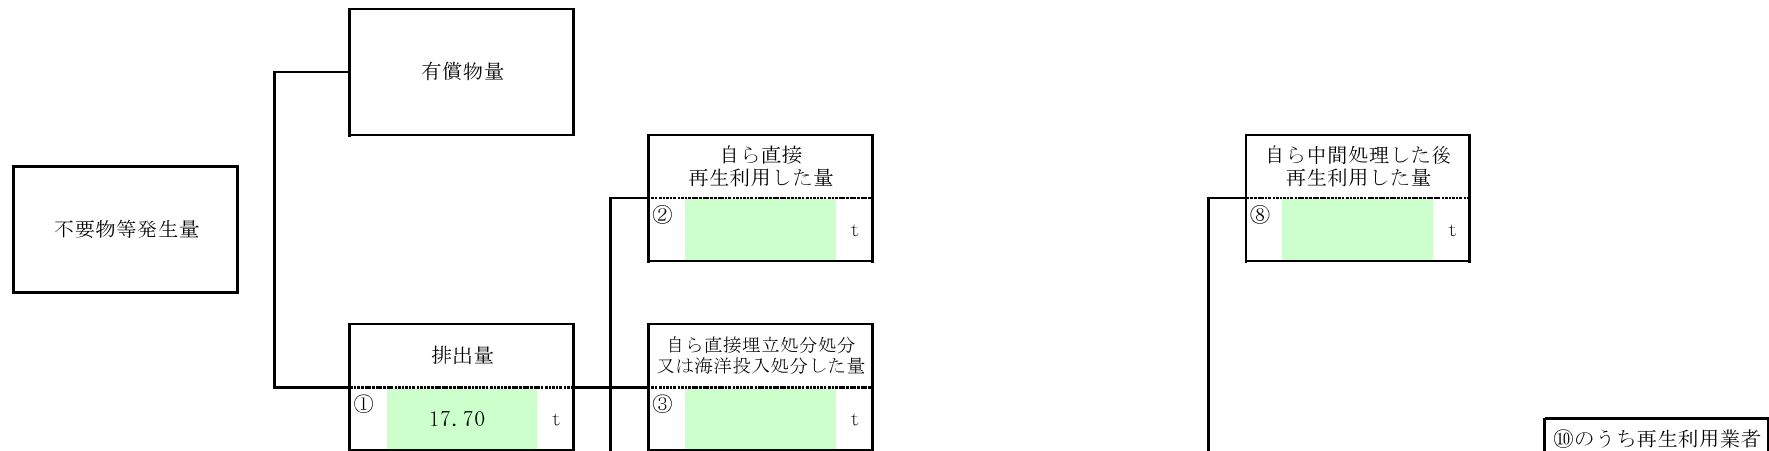 有償物量
自ら直接
再生利用した量
② t
自ら中間処理した後
再生利用した量
⑧ t
不要物等発生量
排出量
① 17.70 t
自ら直接埋立処分処分
又は海洋投入処分した量
③ t
⑩のうち再生利用業者